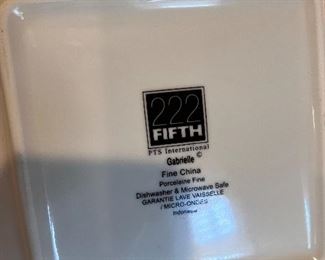 222
FIFTH
PTS International
©
Gabrielle
Fine China
Porcelaine Fine
Dishwasher & Microwave Safe
GARANTIE LAVE VAISSELLE
/ MICRO-ONDES
Indonesia